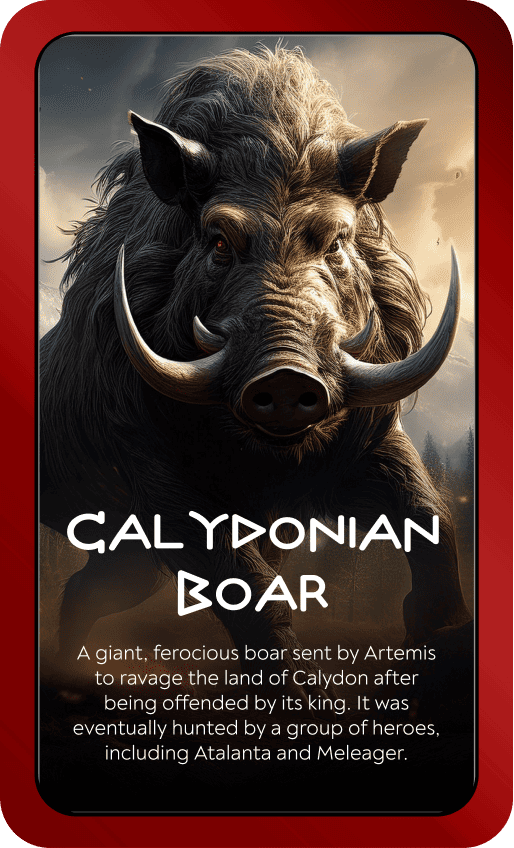 CALYDONIAN
BOAR
A giant, ferocious boar sent by Artemis
to ravage the land of Calydon after
being offended by its king. It was
eventually hunted by a group of heroes,
including Atalanta and Meleager.